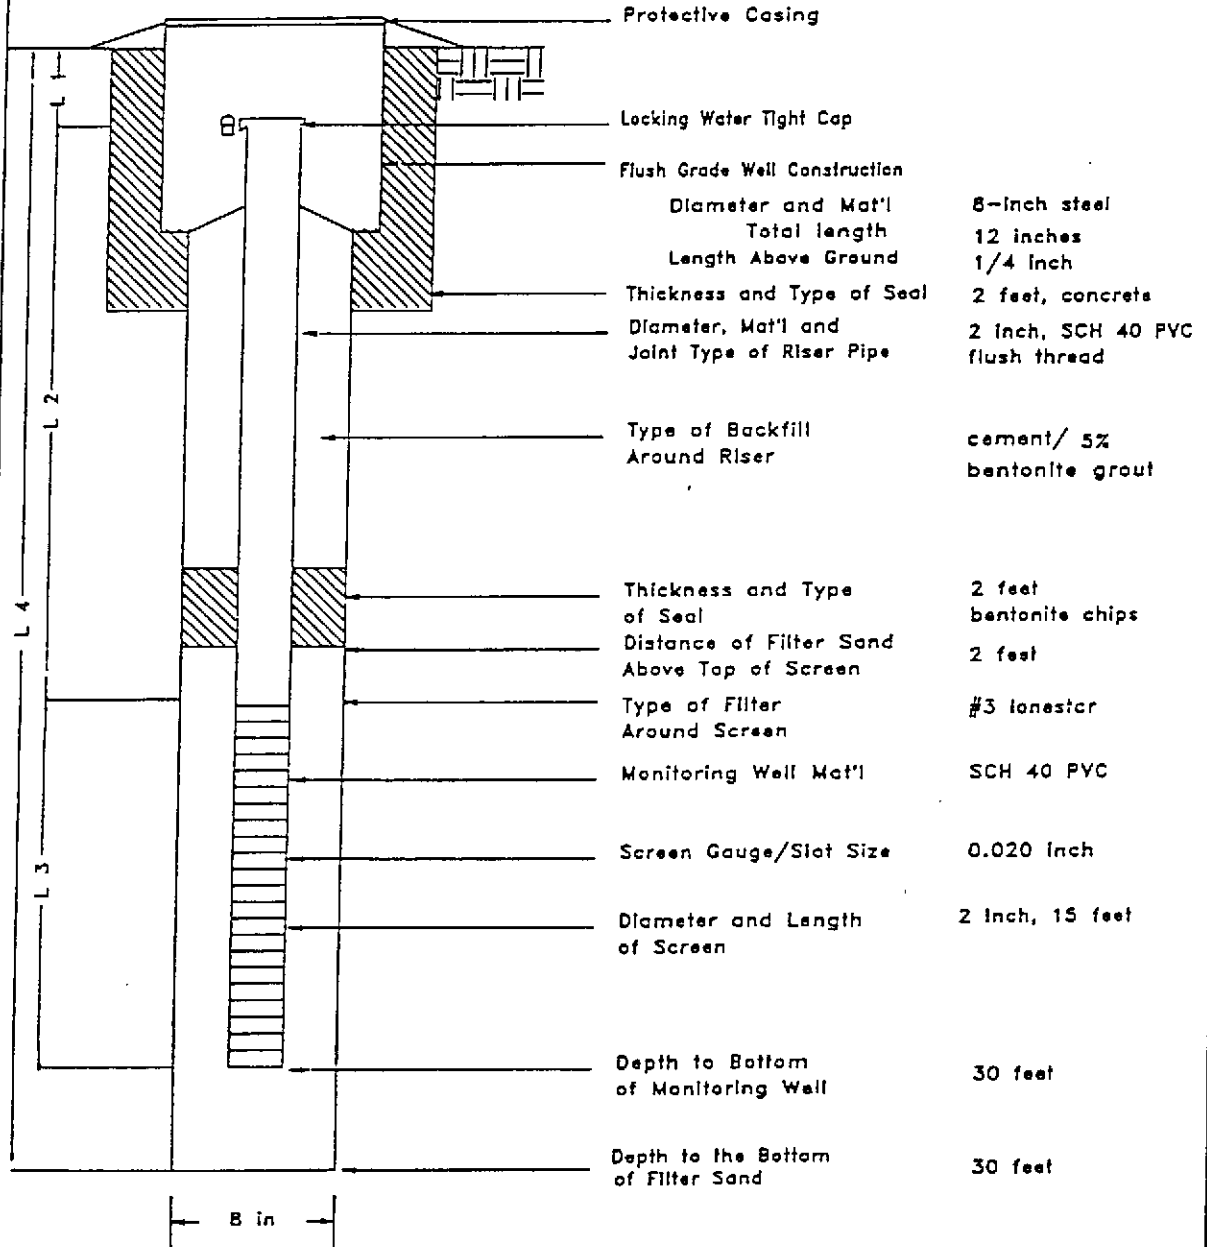 Protective Casing
L 1
Locking Water Tight Cap
Flush Grade Well Construction
Diameter and Mat'l 8-inch steel
Total length 12 inches
Length Above Ground 1/4 inch
Thickness and Type of Seal 2 feet, concrete
Diameter, Mat'l and 2 inch, SCH 40 PVC
Joint Type of Riser Pipe flush thread
L 2
Type of Backfill cement/ 5%
Around Riser bentonite grout
Thickness and Type 2 feet
of Seal bentonite chips
L 4
Distance of Filter Sand
Above Top of Screen 2 feet
Type of Filter #3 lonestar
Around Screen
Monitoring Well Mat'l SCH 40 PVC
Screen Gauge/Slot Size 0.020 inch
L 3
Diameter and Length 2 inch, 15 feet
of Screen
Depth to Bottom
of Monitoring Well 30 feet
Depth to the Bottom
of Filter Sand 30 feet
8 in